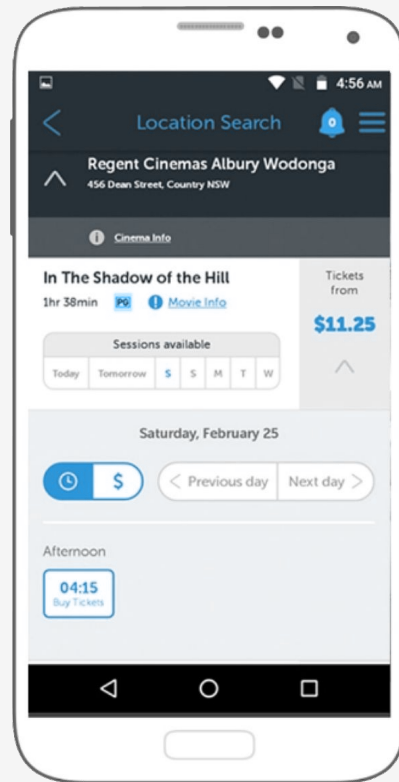 4:56 AM
Location Search
0
Regent Cinemas Albury Wodonga
456 Dean Street, Country NSW
i Cinema Info
In The Shadow of the Hill
1hr 38min PG ! Movie Info
Tickets
from
$11.25
Sessions available
Today Tomorrow S S M T W
Saturday, February 25
$ < Previous day Next day >
Afternoon
04:15
Buy Tickets